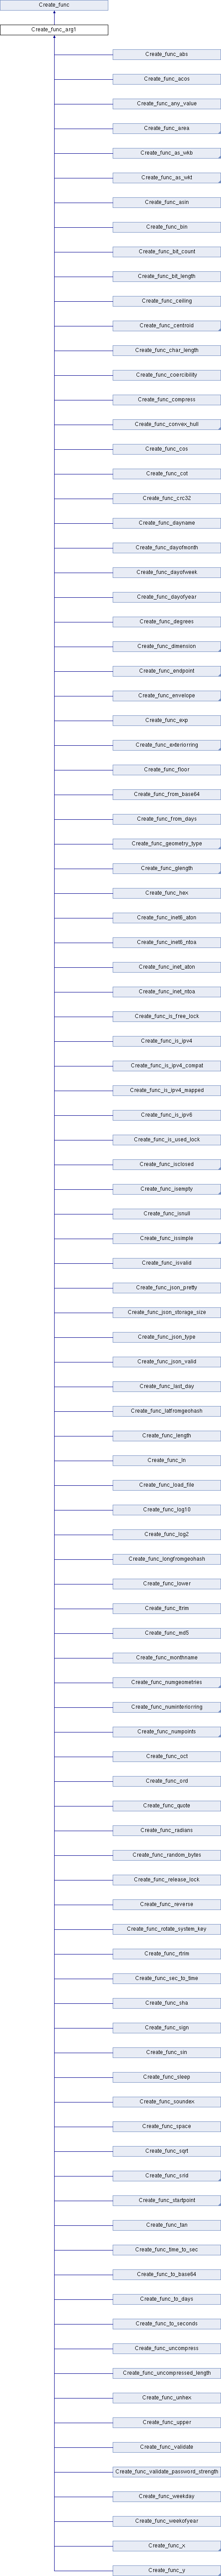 Create_func
Create_func_arg1
Create_func_abs
Create_func_acos
Create_func_any_value
Create_func_area
Create_func_as_wkb
Create_func_as_wkt
Create_func_asin
Create_func_bin
Create_func_bit_count
Create_func_bit_length
Create_func_ceiling
Create_func_centroid
Create_func_char_length
Create_func_coercibility
Create_func_compress
Create_func_convex_hull
Create_func_cos
Create_func_cot
Create_func_crc32
Create_func_dayname
Create_func_dayofmonth
Create_func_dayofweek
Create_func_dayofyear
Create_func_degrees
Create_func_dimension
Create_func_endpoint
Create_func_envelope
Create_func_exp
Create_func_exteriorring
Create_func_floor
Create_func_from_base64
Create_func_from_days
Create_func_geometry_type
Create_func_glength
Create_func_hex
Create_func_inet6_aton
Create_func_inet6_ntoa
Create_func_inet_aton
Create_func_inet_ntoa
Create_func_is_free_lock
Create_func_is_ipv4
Create_func_is_ipv4_compat
Create_func_is_ipv4_mapped
Create_func_is_ipv6
Create_func_is_used_lock
Create_func_isclosed
Create_func_isempty
Create_func_isnull
Create_func_issimple
Create_func_isvalid
Create_func_json_pretty
Create_func_json_storage_size
Create_func_json_type
Create_func_json_valid
Create_func_last_day
Create_func_latfromgeohash
Create_func_length
Create_func_ln
Create_func_load_file
Create_func_log10
Create_func_log2
Create_func_longfromgeohash
Create_func_lower
Create_func_ltrim
Create_func_md5
Create_func_monthname
Create_func_numgeometries
Create_func_numinteriorring
Create_func_numpoints
Create_func_oct
Create_func_ord
Create_func_quote
Create_func_radians
Create_func_random_bytes
Create_func_release_lock
Create_func_reverse
Create_func_rotate_system_key
Create_func_rtrim
Create_func_sec_to_time
Create_func_sha
Create_func_sign
Create_func_sin
Create_func_sleep
Create_func_soundex
Create_func_space
Create_func_sqrt
Create_func_srid
Create_func_startpoint
Create_func_tan
Create_func_time_to_sec
Create_func_to_base64
Create_func_to_days
Create_func_to_seconds
Create_func_uncompress
Create_func_uncompressed_length
Create_func_unhex
Create_func_upper
Create_func_validate
Create_func_validate_password_strength
Create_func_weekday
Create_func_weekofyear
Create_func_x
Create_func_y